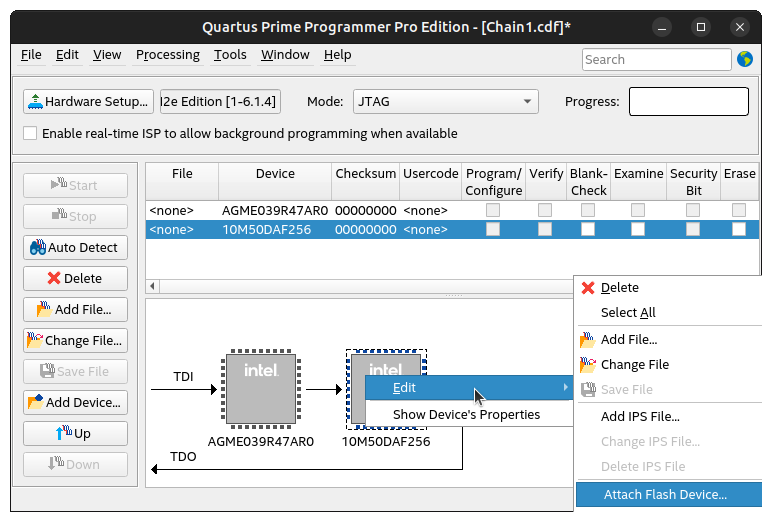 Quartus Prime Programmer Pro Edition - [Chain1.cdf]*
File Edit View Processing Tools Window Help
Search
Hardware Setup... I2e Edition [1-6.1.4] Mode: JTAG Progress:
Enable real-time ISP to allow background programming when available
Start
Stop
Auto Detect
Delete
Add File...
Change File...
Save File
Add Device...
Up
Down
File Device Checksum Usercode Program/ Verify Blank- Examine Security Erase
Configure Check Bit
<none> AGME039R47AR0 00000000 <none>
<none> 10M50DAF256 00000000 <none>
TDI
intel
intel
AGME039R47AR0
10M50DAF256
TDO
Edit
Show Device's Properties
Delete
Select All
Add File...
Change File
Save File
Add IPS File...
Change IPS File...
Delete IPS File
Attach Flash Device...